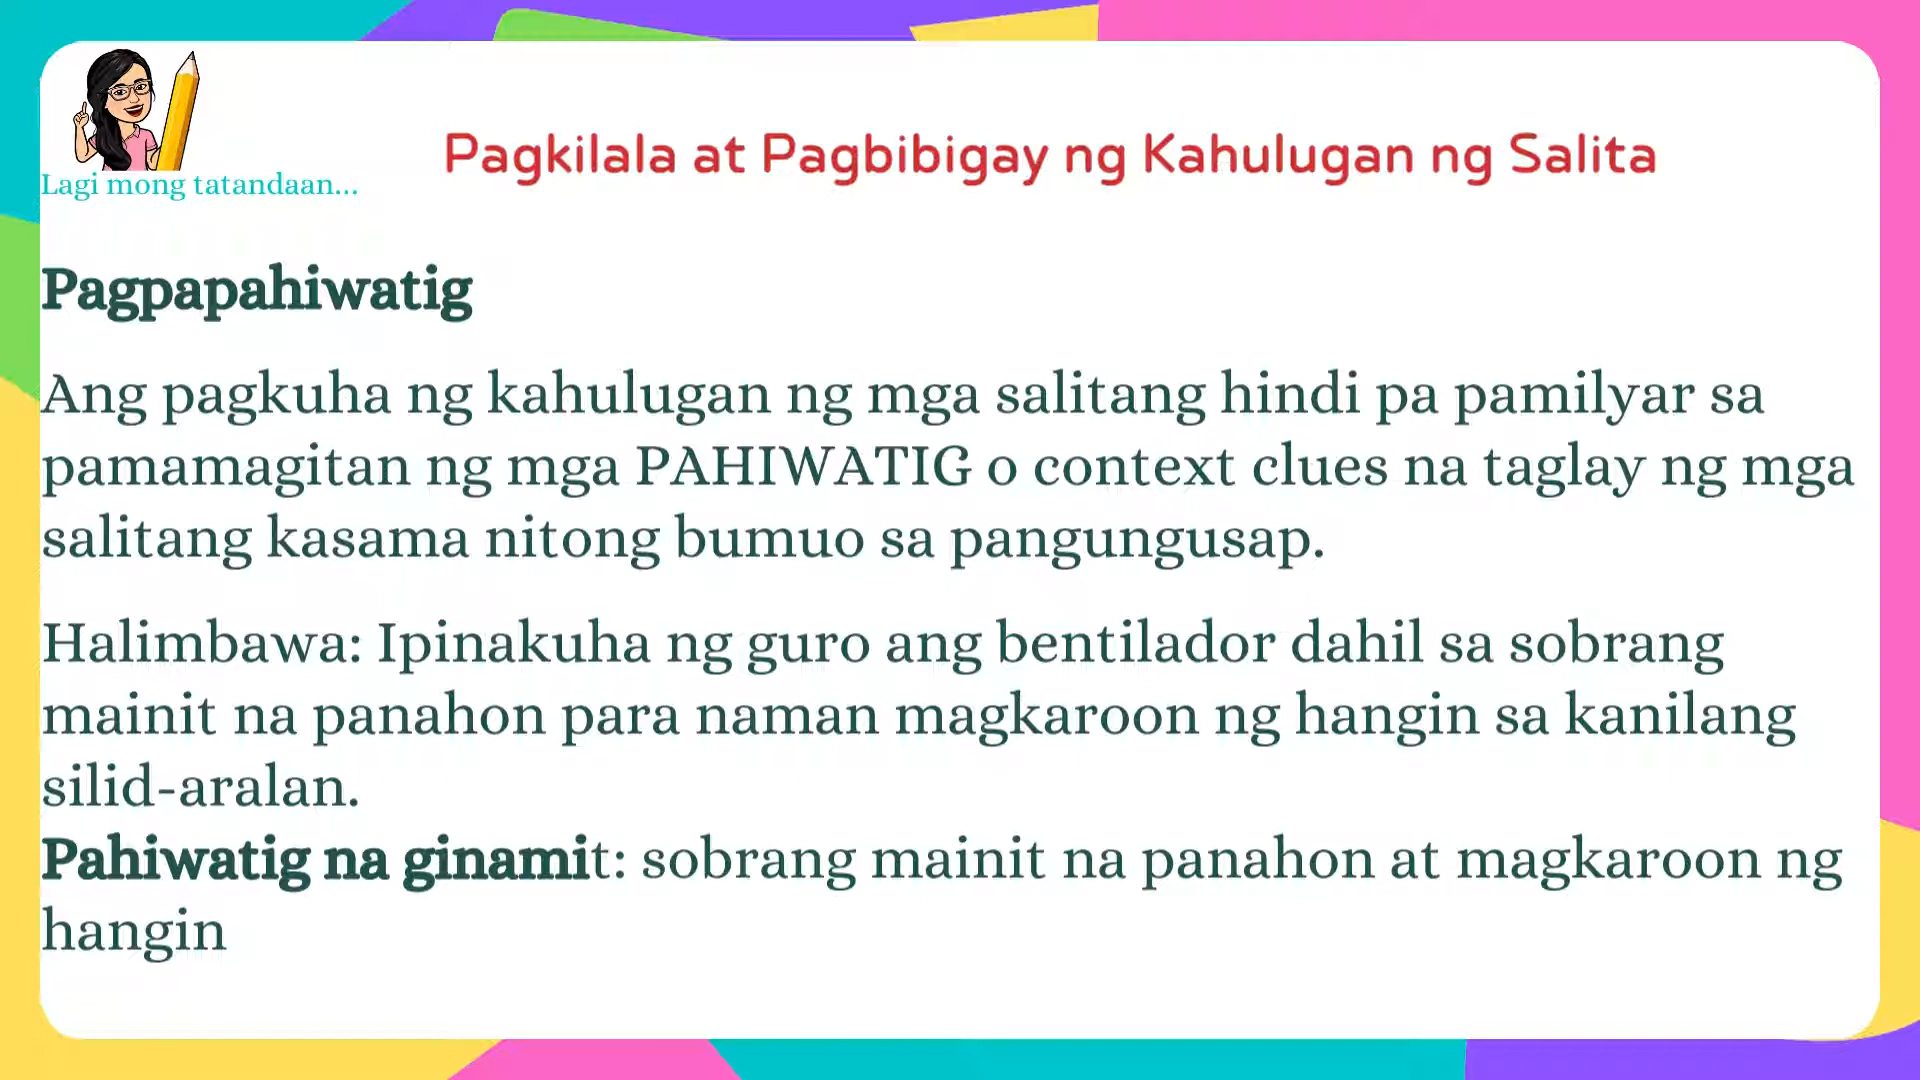 Pagkilala at Pagbibigay ng Kahulugan ng Salita
Lagi mong tatandaan...
Pagpapahiwatig
Ang pagkuha ng kahulugan ng mga salitang hindi pa pamilyar sa
pamamagitan ng mga PAHIWATIG o context clues na taglay ng mga
salitang kasama nitong bumuo sa pangungusap.
Halimbawa: Ipinakuha ng guro ang bentilador dahil sa sobrang
mainit na panahon para naman magkaroon ng hangin sa kanilang
silid-aralan.
Pahiwatig na ginamit: sobrang mainit na panahon at magkaroon ng
hangin